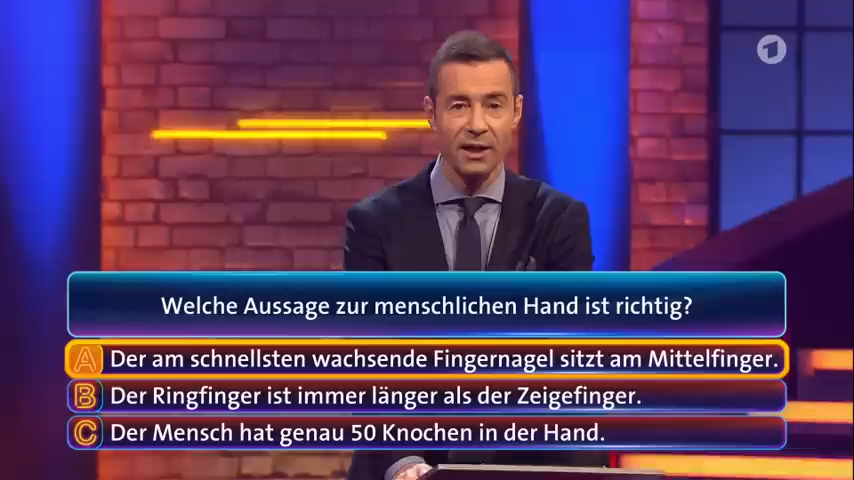 1
Welche Aussage zur menschlichen Hand ist richtig?
A Der am schnellsten wachsende Fingernagel sitzt am Mittelfinger.
B Der Ringfinger ist immer länger als der Zeigefinger.
C Der Mensch hat genau 50 Knochen in der Hand.